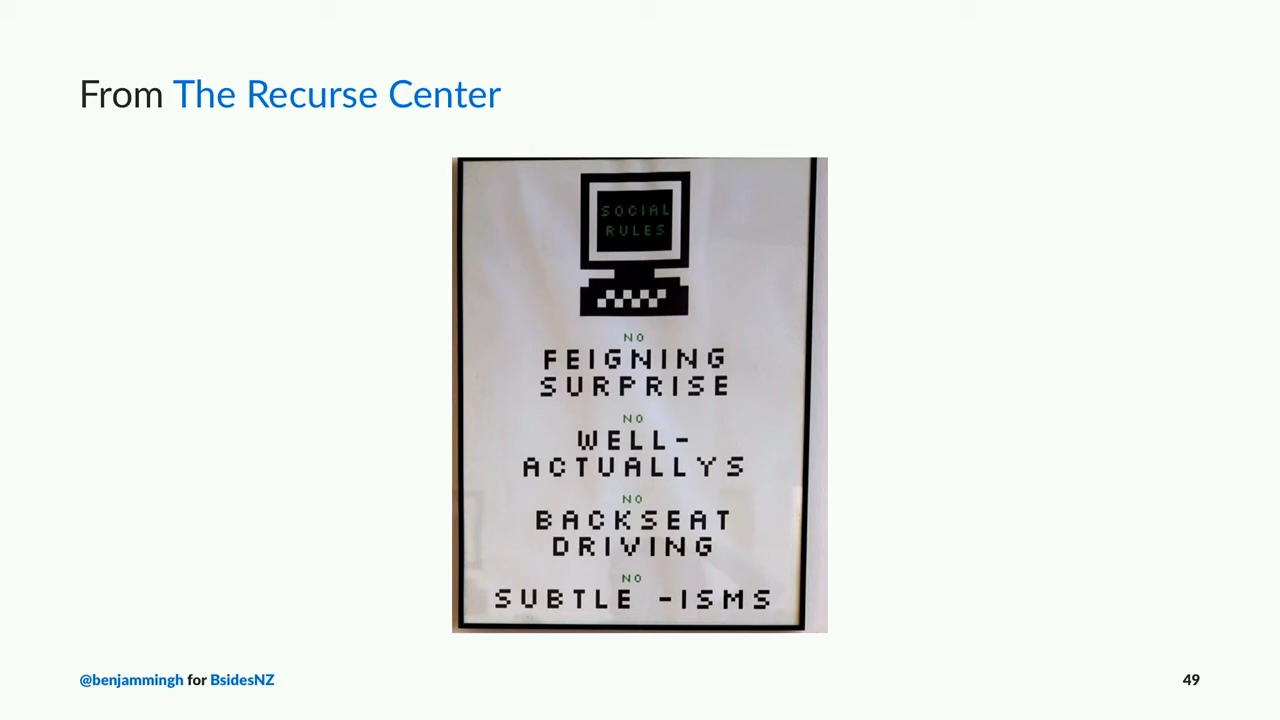 From The Recurse Center
SOCIAL
RULES
NO
FEIGNING
SURPRISE
NO
WELL-
ACTUALLYS
NO
BACKSEAT
DRIVING
NO
SUBTLE -ISMS
@benjammingh for BsidesNZ
49